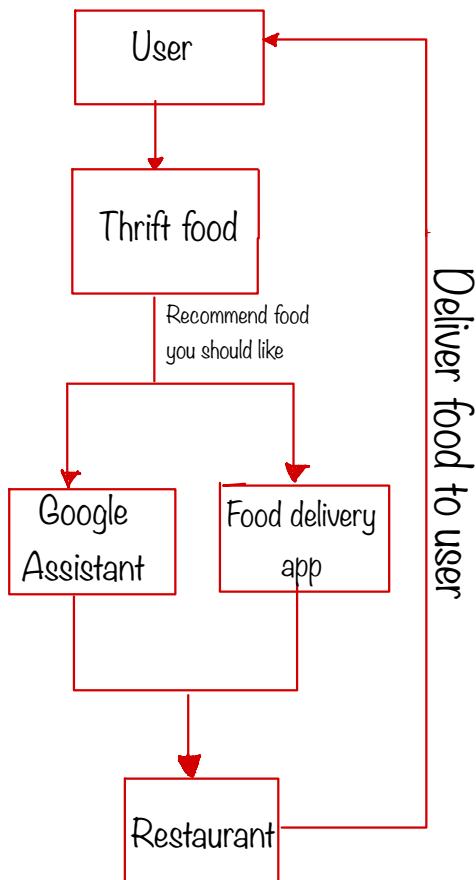 User
Thrift food
Recommend food
you should like
Google
Assistant
Food delivery
app
Deliver food to user
Restaurant